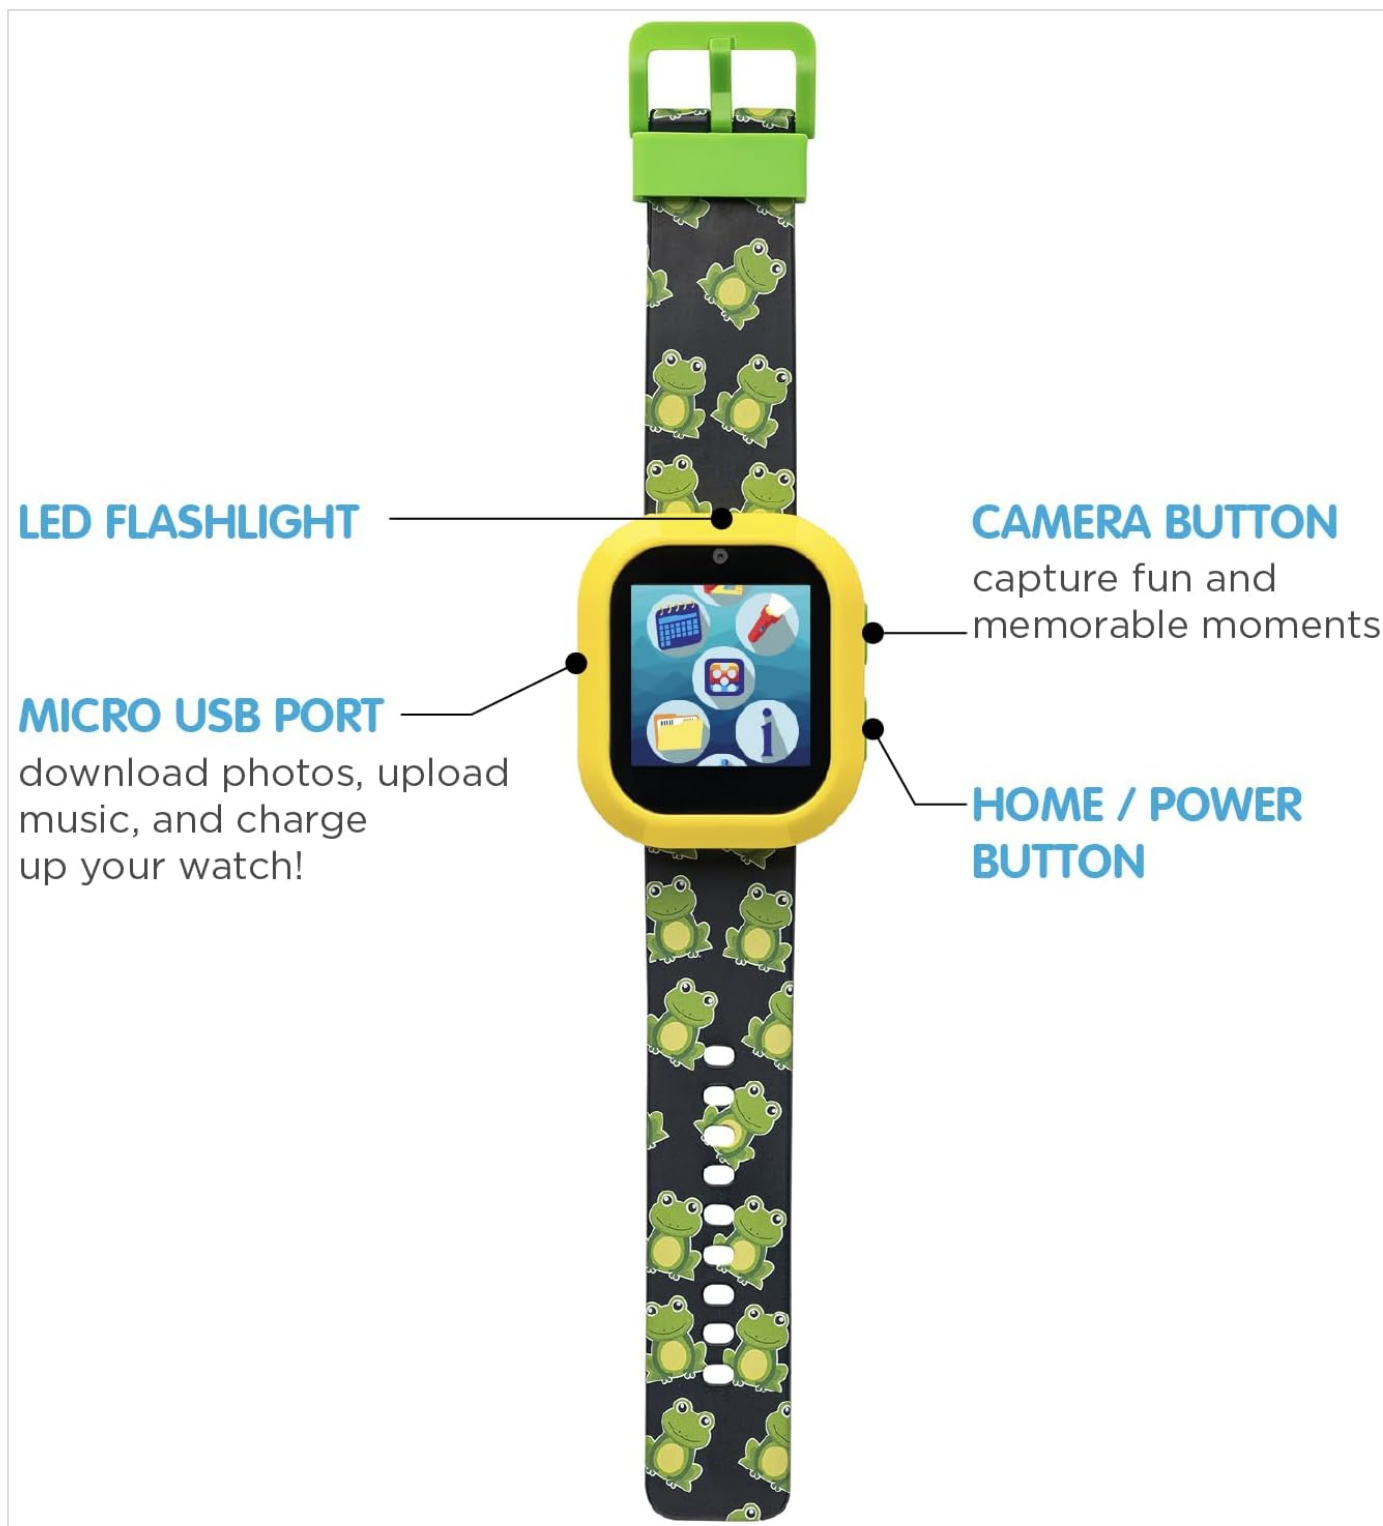 LED FLASHLIGHT
MICRO USB PORT
download photos, upload
music, and charge
up your watch!
CAMERA BUTTON
capture fun and
memorable moments
HOME / POWER
BUTTON
i